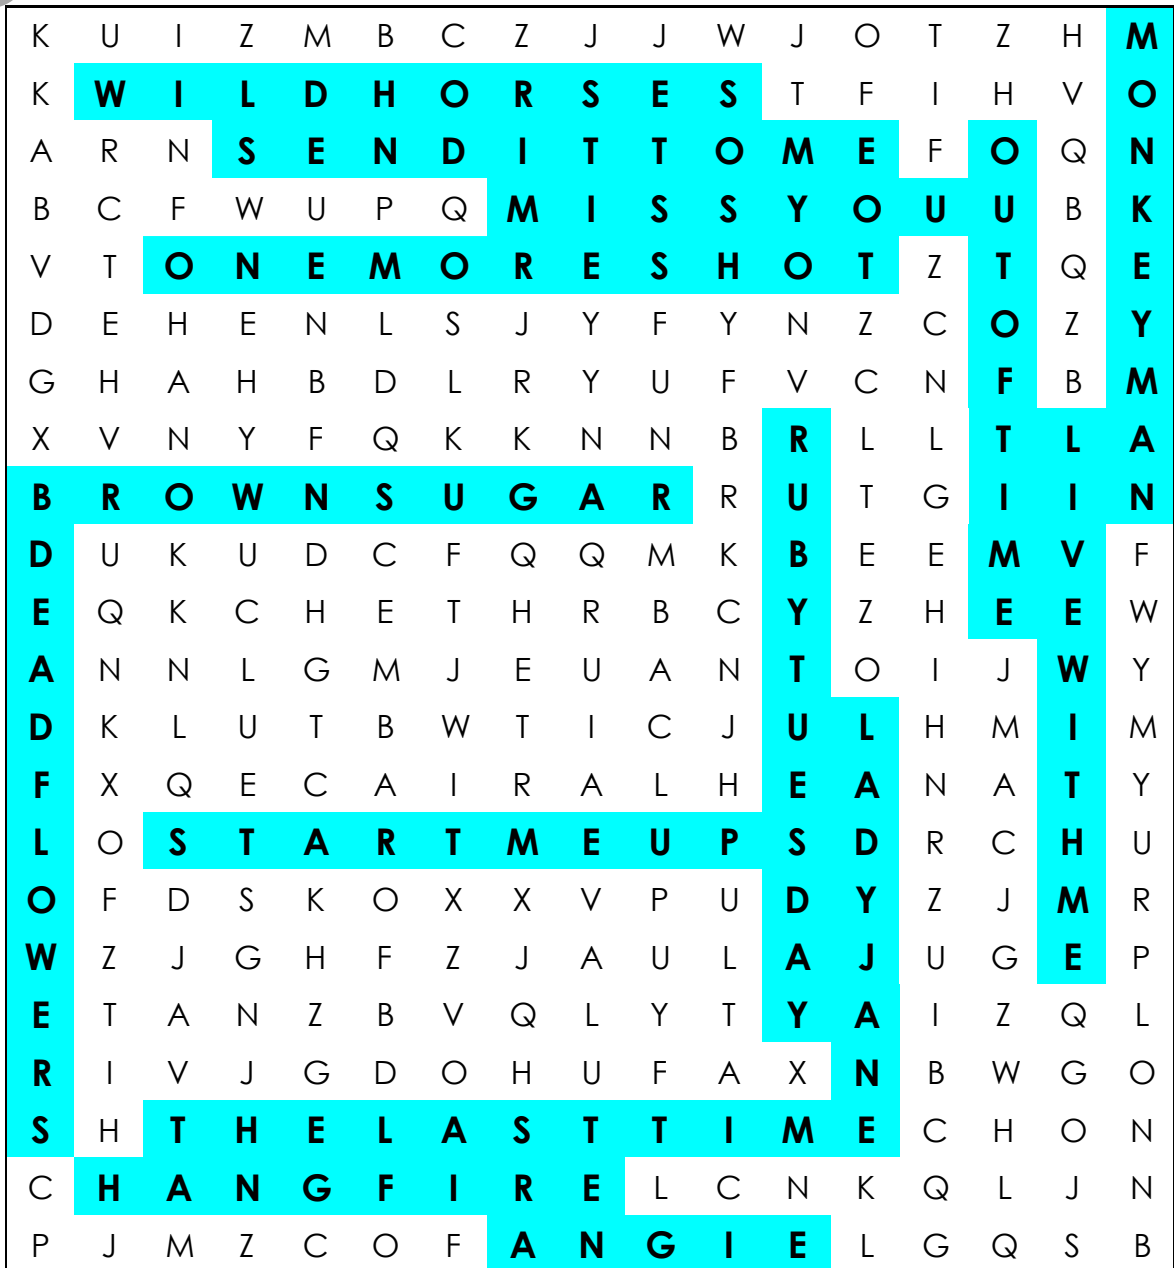 K U I Z M B C Z J J W J O T Z H M
K W I L D H O R S E S T F I H V O
A R N S E N D I T T O M E F O Q N
B C F W U P Q M I S S Y O U U B K
V T O N E M O R E S H O T Z T Q E
D E H E N L S J Y F Y N Z C O Z Y
G H A H B D L R Y U F V C N F B M
X V N Y F Q K K N N B R L L T L A
B R O W N S U G A R R U T G I I N
D U K U D C F Q Q M K B E E M V F
E Q K C H E T H R B C Y Z H E E W
A N N L G M J E U A N T O I J W Y
D K L U T B W T I C J U L H M I M
F X Q E C A I R A L H E A N A T Y
L O S T A R T M E U P S D R C H U
O F D S K O X X V P U D Y Z J M R
W Z J G H F Z J A U L A J U G E P
E T A N Z B V Q L Y T Y A I Z Q L
R I V J G D O H U F A X N B W G O
S H T H E L A S T T I M E C H O N
C H A N G F I R E L C N K Q L J N
P J M Z C O F A N G I E L G Q S B